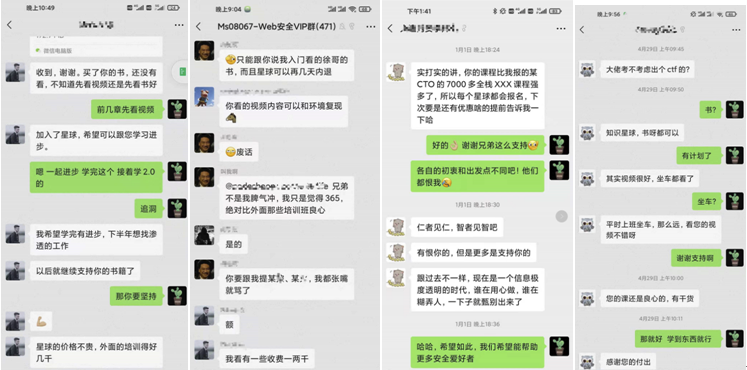 晚上10:49
微信电脑版
收到，谢谢。买了你的书，还没有
看，不知道先看视频还是先看书好
前几章先看视频
加入了星球，希望可以跟您学习进
步。
嗯 一起进步 学完这个 接着学 2.0
的
追洞
我希望学完有进步，下半年想找渗
透的工作
以后就继续支持你的书籍了
那你要坚持
星球的价格不贵，外面的培训得好
几千
晚上9:04
Ms08067-Web安全VIP群(471)
只能跟你说我入门看的徐哥的
书，而且星球可以再几天内退
你看的视频内容可以和环境复现
废话
兄弟
不是我脾气冲，我只是觉得 365，
绝对比外面那些培训班良心
是的
你要跟我提某
，我都张嘴
就骂了
额
我看有一些收费一两千
下午1:41
1月1日 晚上18:24
实打实的讲，你的课程比我报的某
CTO 的 7000 多全栈 XXX 课程强
多了，所以每个星球都会报名，下
次要是还有优惠啥的提前告诉我一
下哈
好的 谢谢兄弟这么支持
各自的初衷和出发点不同吧！他们
都恨我
1月1日 晚上18:30
仁者见仁，智者见智吧
有恨你的，但是更多是支持你的
跟过去不一样，现在是一个信息极
度透明的时代，谁在用心做，谁在
糊弄人，一下子就甄别出来了
1月1日 晚上18:36
哈哈，希望如此，我们希望能帮助
更多安全爱好者
晚上9:56
4月29日 上午09:40
大佬考不考虑出个 ctf 的？
4月29日 上午09:50
书？
知识星球，书呀都可以
有计划了
其实视频很好，坐车都看了
坐车？
平时上班坐车，那么远，看您的视
频不错呀
谢谢支持啊
4月29日 上午10:00
您的课还是良心的，有干货
4月29日 上午10:11
那就好 学到东西就行
感谢您的付出